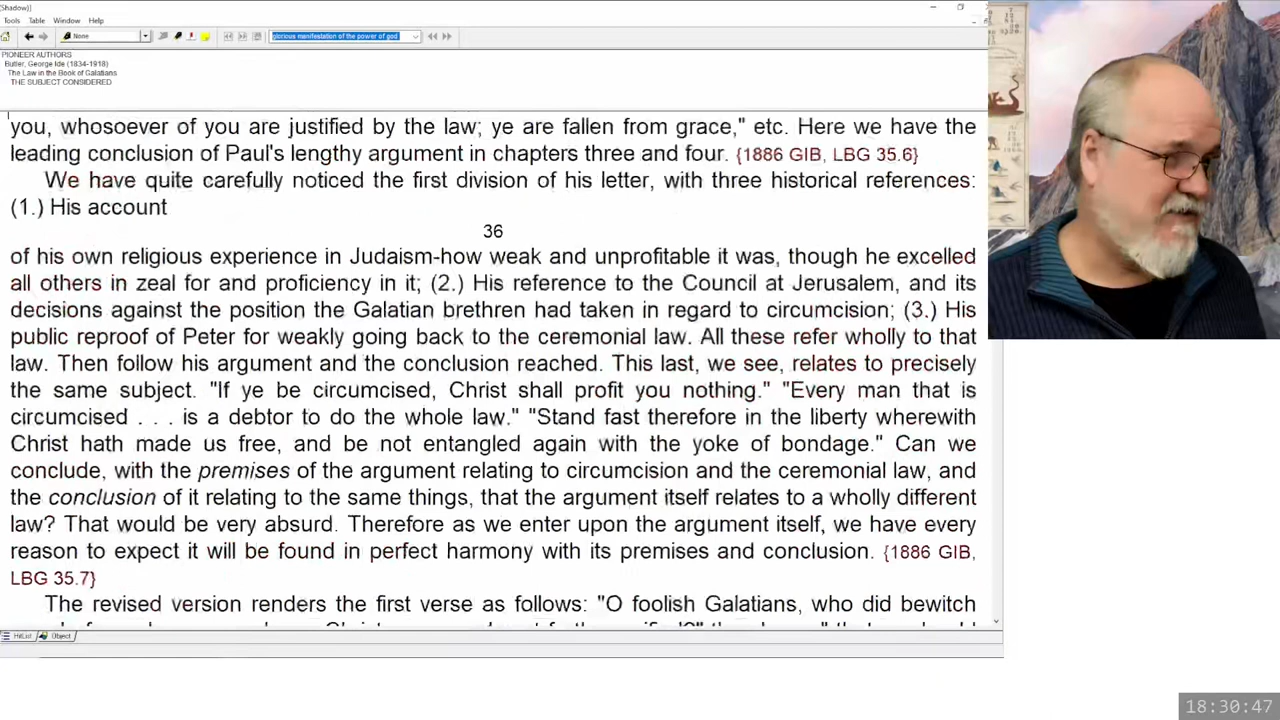 (Shadow)]
Tools Table Window Help
None
glorious manifestation of the power of god
PIONEER AUTHORS
Butler, George Ide (1834-1918)
The Law in the Book of Galatians
THE SUBJECT CONSIDERED
you, whosoever of you are justified by the law; ye are fallen from grace," etc. Here we have the
leading conclusion of Paul's lengthy argument in chapters three and four. {1886 GIB, LBG 35.6}
We have quite carefully noticed the first division of his letter, with three historical references:
(1.) His account
36
of his own religious experience in Judaism-how weak and unprofitable it was, though he excelled
all others in zeal for and proficiency in it; (2.) His reference to the Council at Jerusalem, and its
decisions against the position the Galatian brethren had taken in regard to circumcision; (3.) His
public reproof of Peter for weakly going back to the ceremonial law. All these refer wholly to that
law. Then follow his argument and the conclusion reached. This last, we see, relates to precisely
the same subject. "If ye be circumcised, Christ shall profit you nothing." "Every man that is
circumcised . . . is a debtor to do the whole law." "Stand fast therefore in the liberty wherewith
Christ hath made us free, and be not entangled again with the yoke of bondage." Can we
conclude, with the premises of the argument relating to circumcision and the ceremonial law, and
the conclusion of it relating to the same things, that the argument itself relates to a wholly different
law? That would be very absurd. Therefore as we enter upon the argument itself, we have every
reason to expect it will be found in perfect harmony with its premises and conclusion. {1886 GIB,
LBG 35.7}
The revised version renders the first verse as follows: "O foolish Galatians, who did bewitch
HitList Object
18:30:47